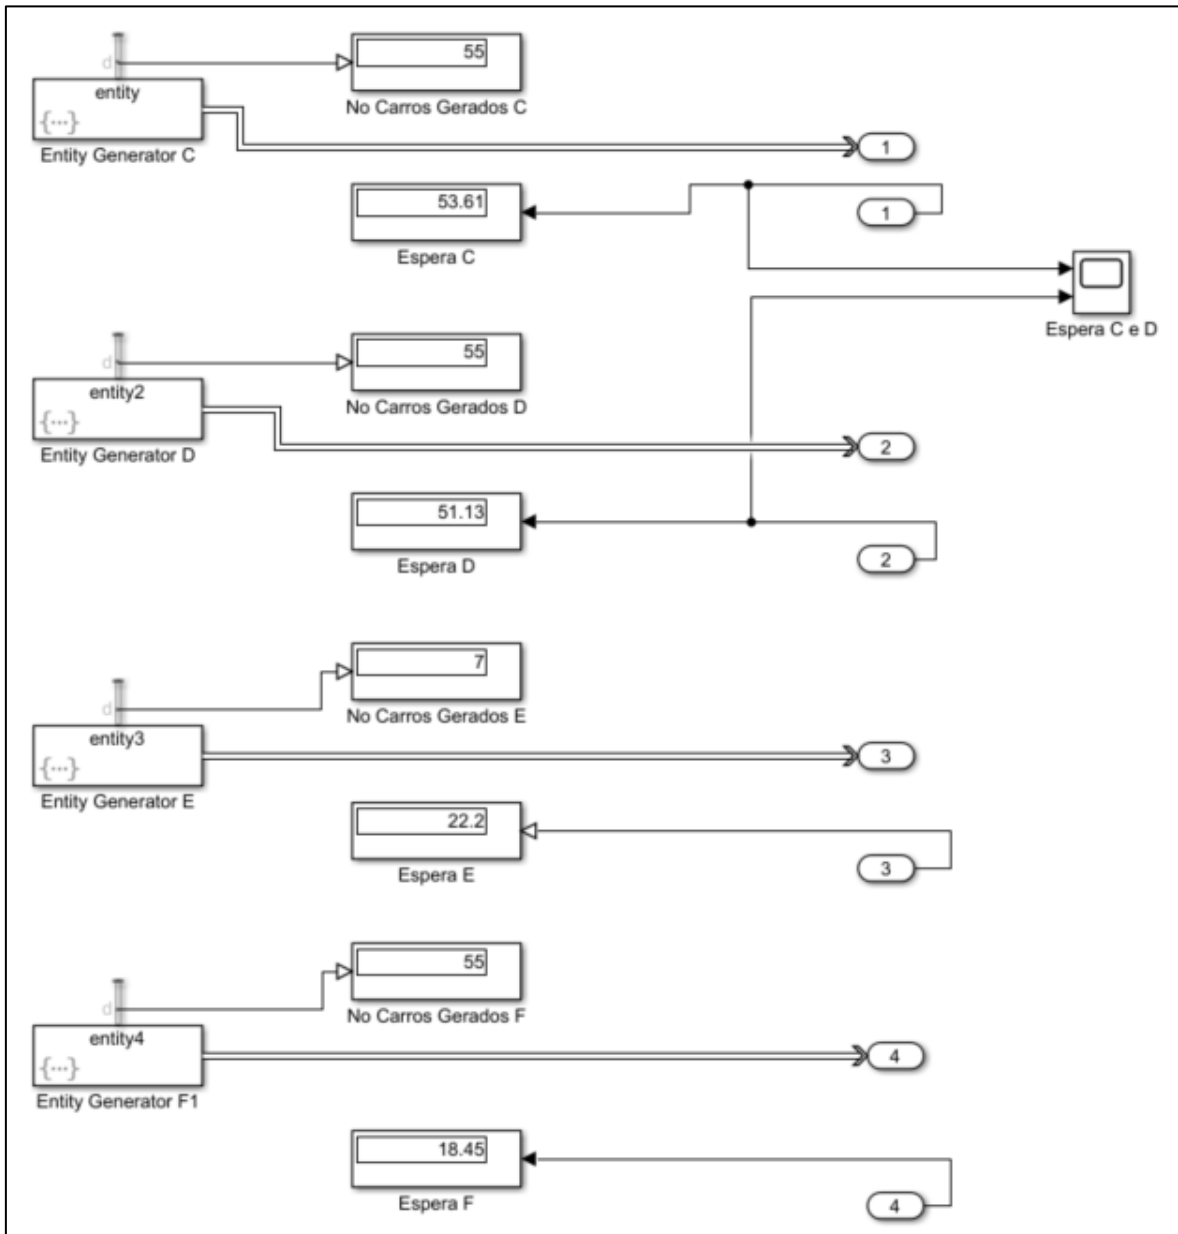 55
d
entity
No Carros Gerados C
{...}
Entity Generator C
1
53.61
1
Espera C
Espera C e D
55
d
entity2
No Carros Gerados D
{...}
Entity Generator D
2
51.13
Espera D
2
7
d
No Carros Gerados E
entity3
3
{...}
Entity Generator E
22.2
Espera E
3
55
d
No Carros Gerados F
entity4
4
{...}
Entity Generator F1
18.45
Espera F
4